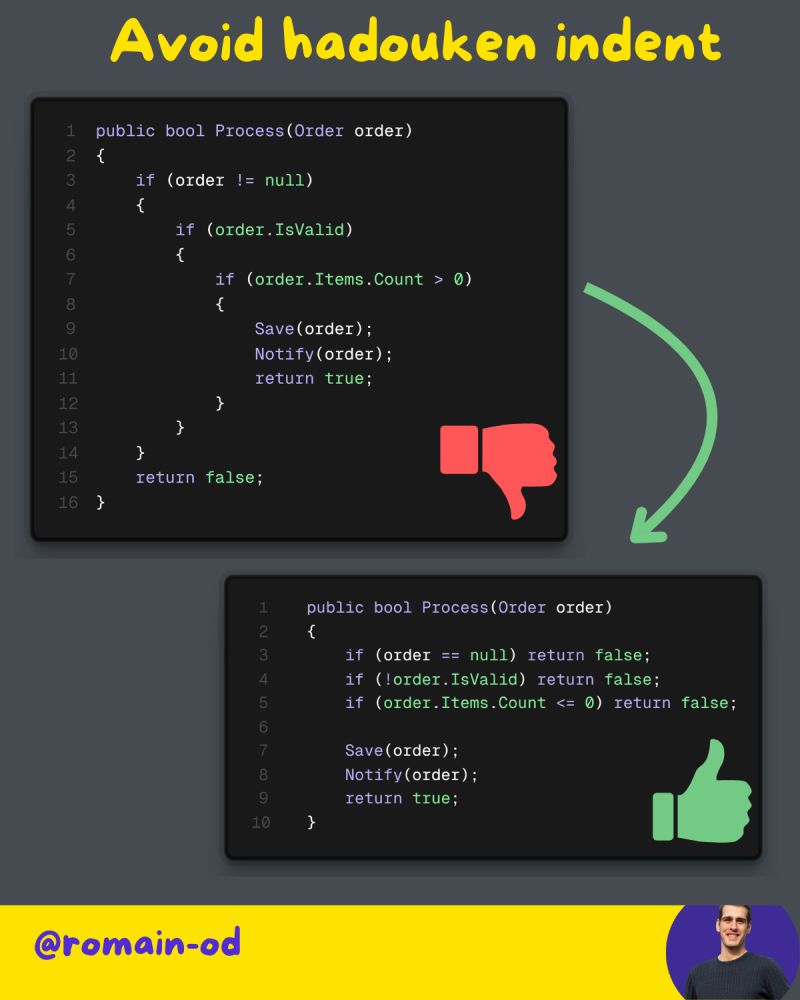 Avoid hadouken indent
1 public bool Process(Order order)
2 {
3     if (order != null)
4     {
5         if (order.IsValid)
6         {
7             if (order.Items.Count > 0)
8             {
9                 Save(order);
10                 Notify(order);
11                 return true;
12             }
13         }
14     }
15     return false;
16 }
1 public bool Process(Order order)
2 {
3     if (order == null) return false;
4     if (!order.IsValid) return false;
5     if (order.Items.Count <= 0) return false;
6
7     Save(order);
8     Notify(order);
9     return true;
10 }
@romain-od